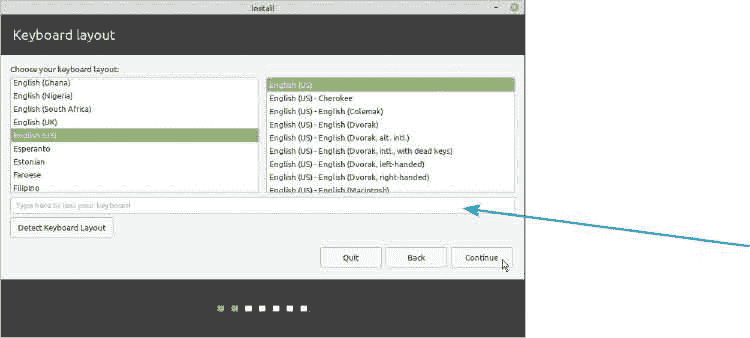 Install
Keyboard layout
Choose your keyboard layout:
English (Ghana)
English (Nigeria)
English (South Africa)
English (UK)
English (US)
Esperanto
Estonian
Faroese
Filipino
English (US)
English (US) - Cherokee
English (US) - English (Colemak)
English (US) - English (Dvorak)
English (US) - English (Dvorak, alt. intl.)
English (US) - English (Dvorak, intl., with dead keys)
English (US) - English (Dvorak, left-handed)
English (US) - English (Dvorak, right-handed)
English (US) - English (Macintosh)
Type here to test your keyboard
Detect Keyboard Layout
Quit Back Continue